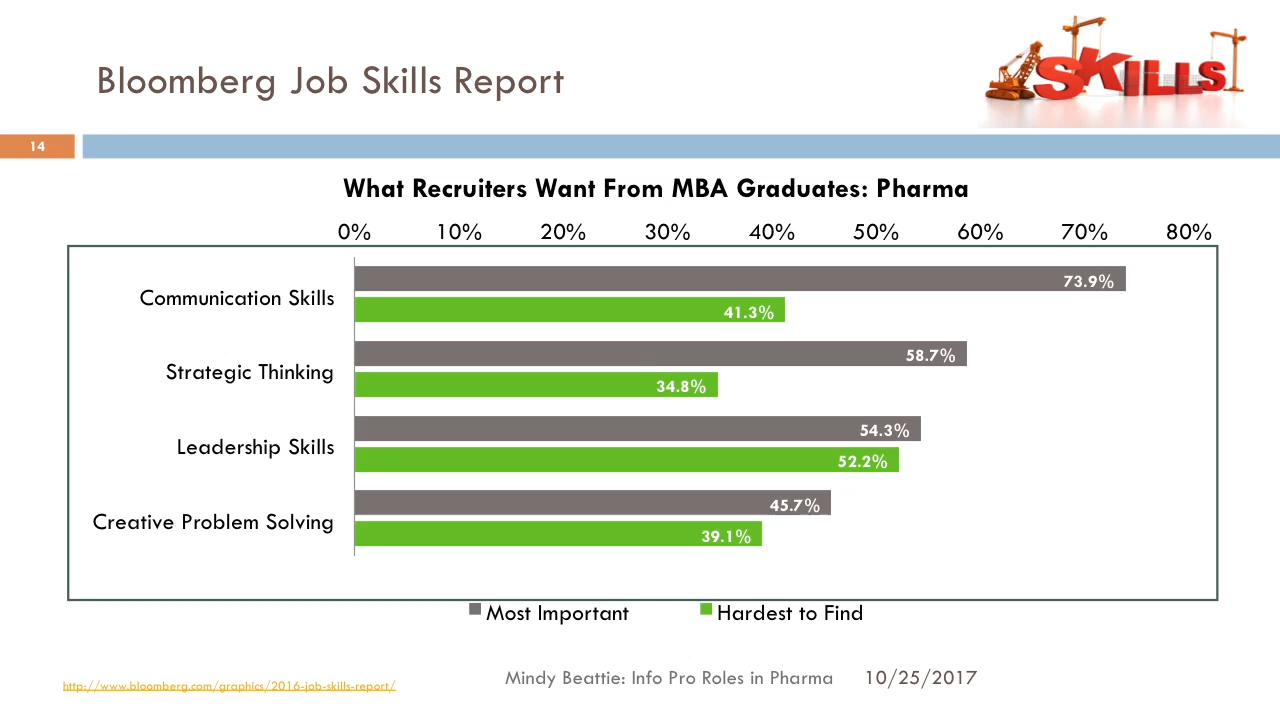 Bloomberg Job Skills Report
SKILLS
14
What Recruiters Want From MBA Graduates: Pharma
0% 10% 20% 30% 40% 50% 60% 70% 80%
73.9%
Communication Skills
41.3%
58.7%
Strategic Thinking
34.8%
54.3%
Leadership Skills
52.2%
45.7%
Creative Problem Solving
39.1%
Most Important Hardest to Find
http://www.bloomberg.com/graphics/2016-job-skills-report/
Mindy Beattie: Info Pro Roles in Pharma 10/25/2017